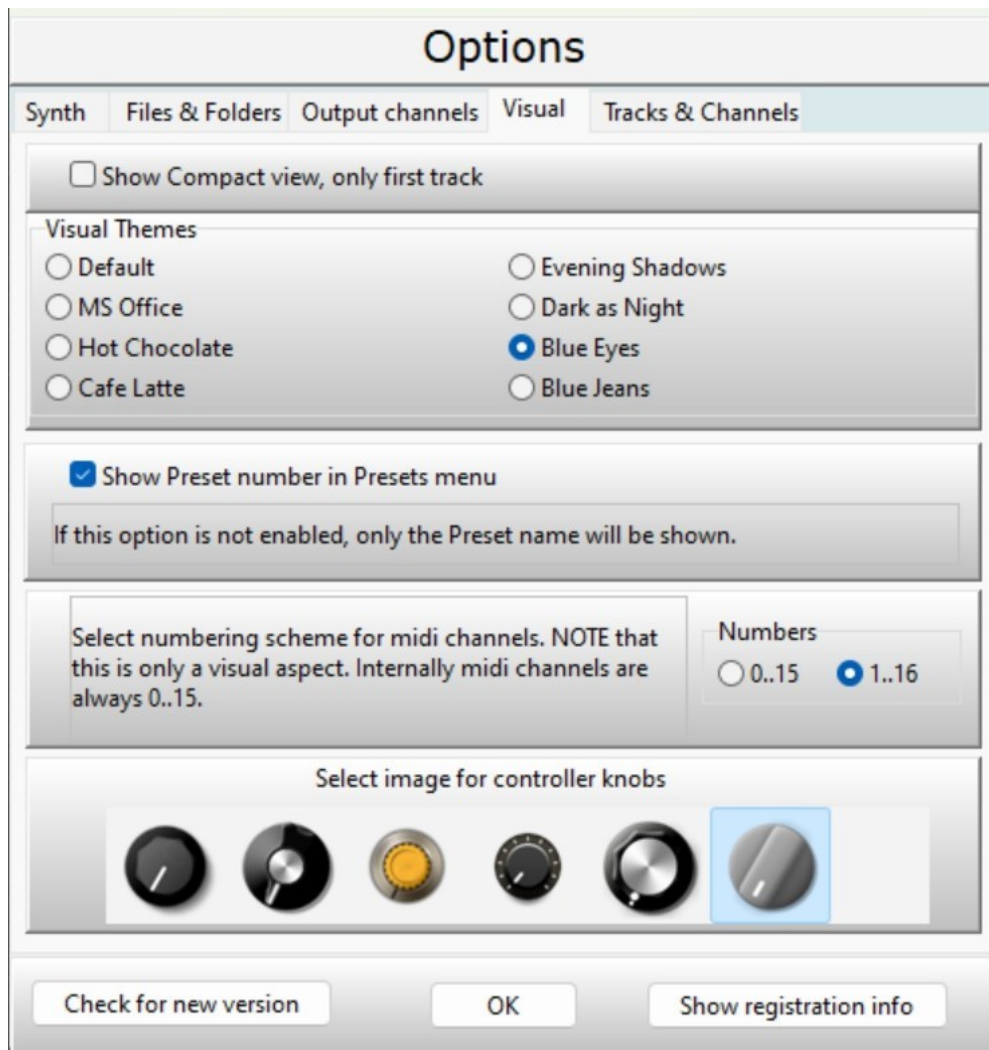 Options
Synth Files & Folders Output channels Visual Tracks & Channels
Show Compact view, only first track
Visual Themes
Default
MS Office
Hot Chocolate
Cafe Latte
Evening Shadows
Dark as Night
Blue Eyes
Blue Jeans
Show Preset number in Presets menu
If this option is not enabled, only the Preset name will be shown.
Select numbering scheme for midi channels. NOTE that
this is only a visual aspect. Internally midi channels are
always 0..15.
Numbers
0..15 1..16
Select image for controller knobs
Check for new version OK Show registration info